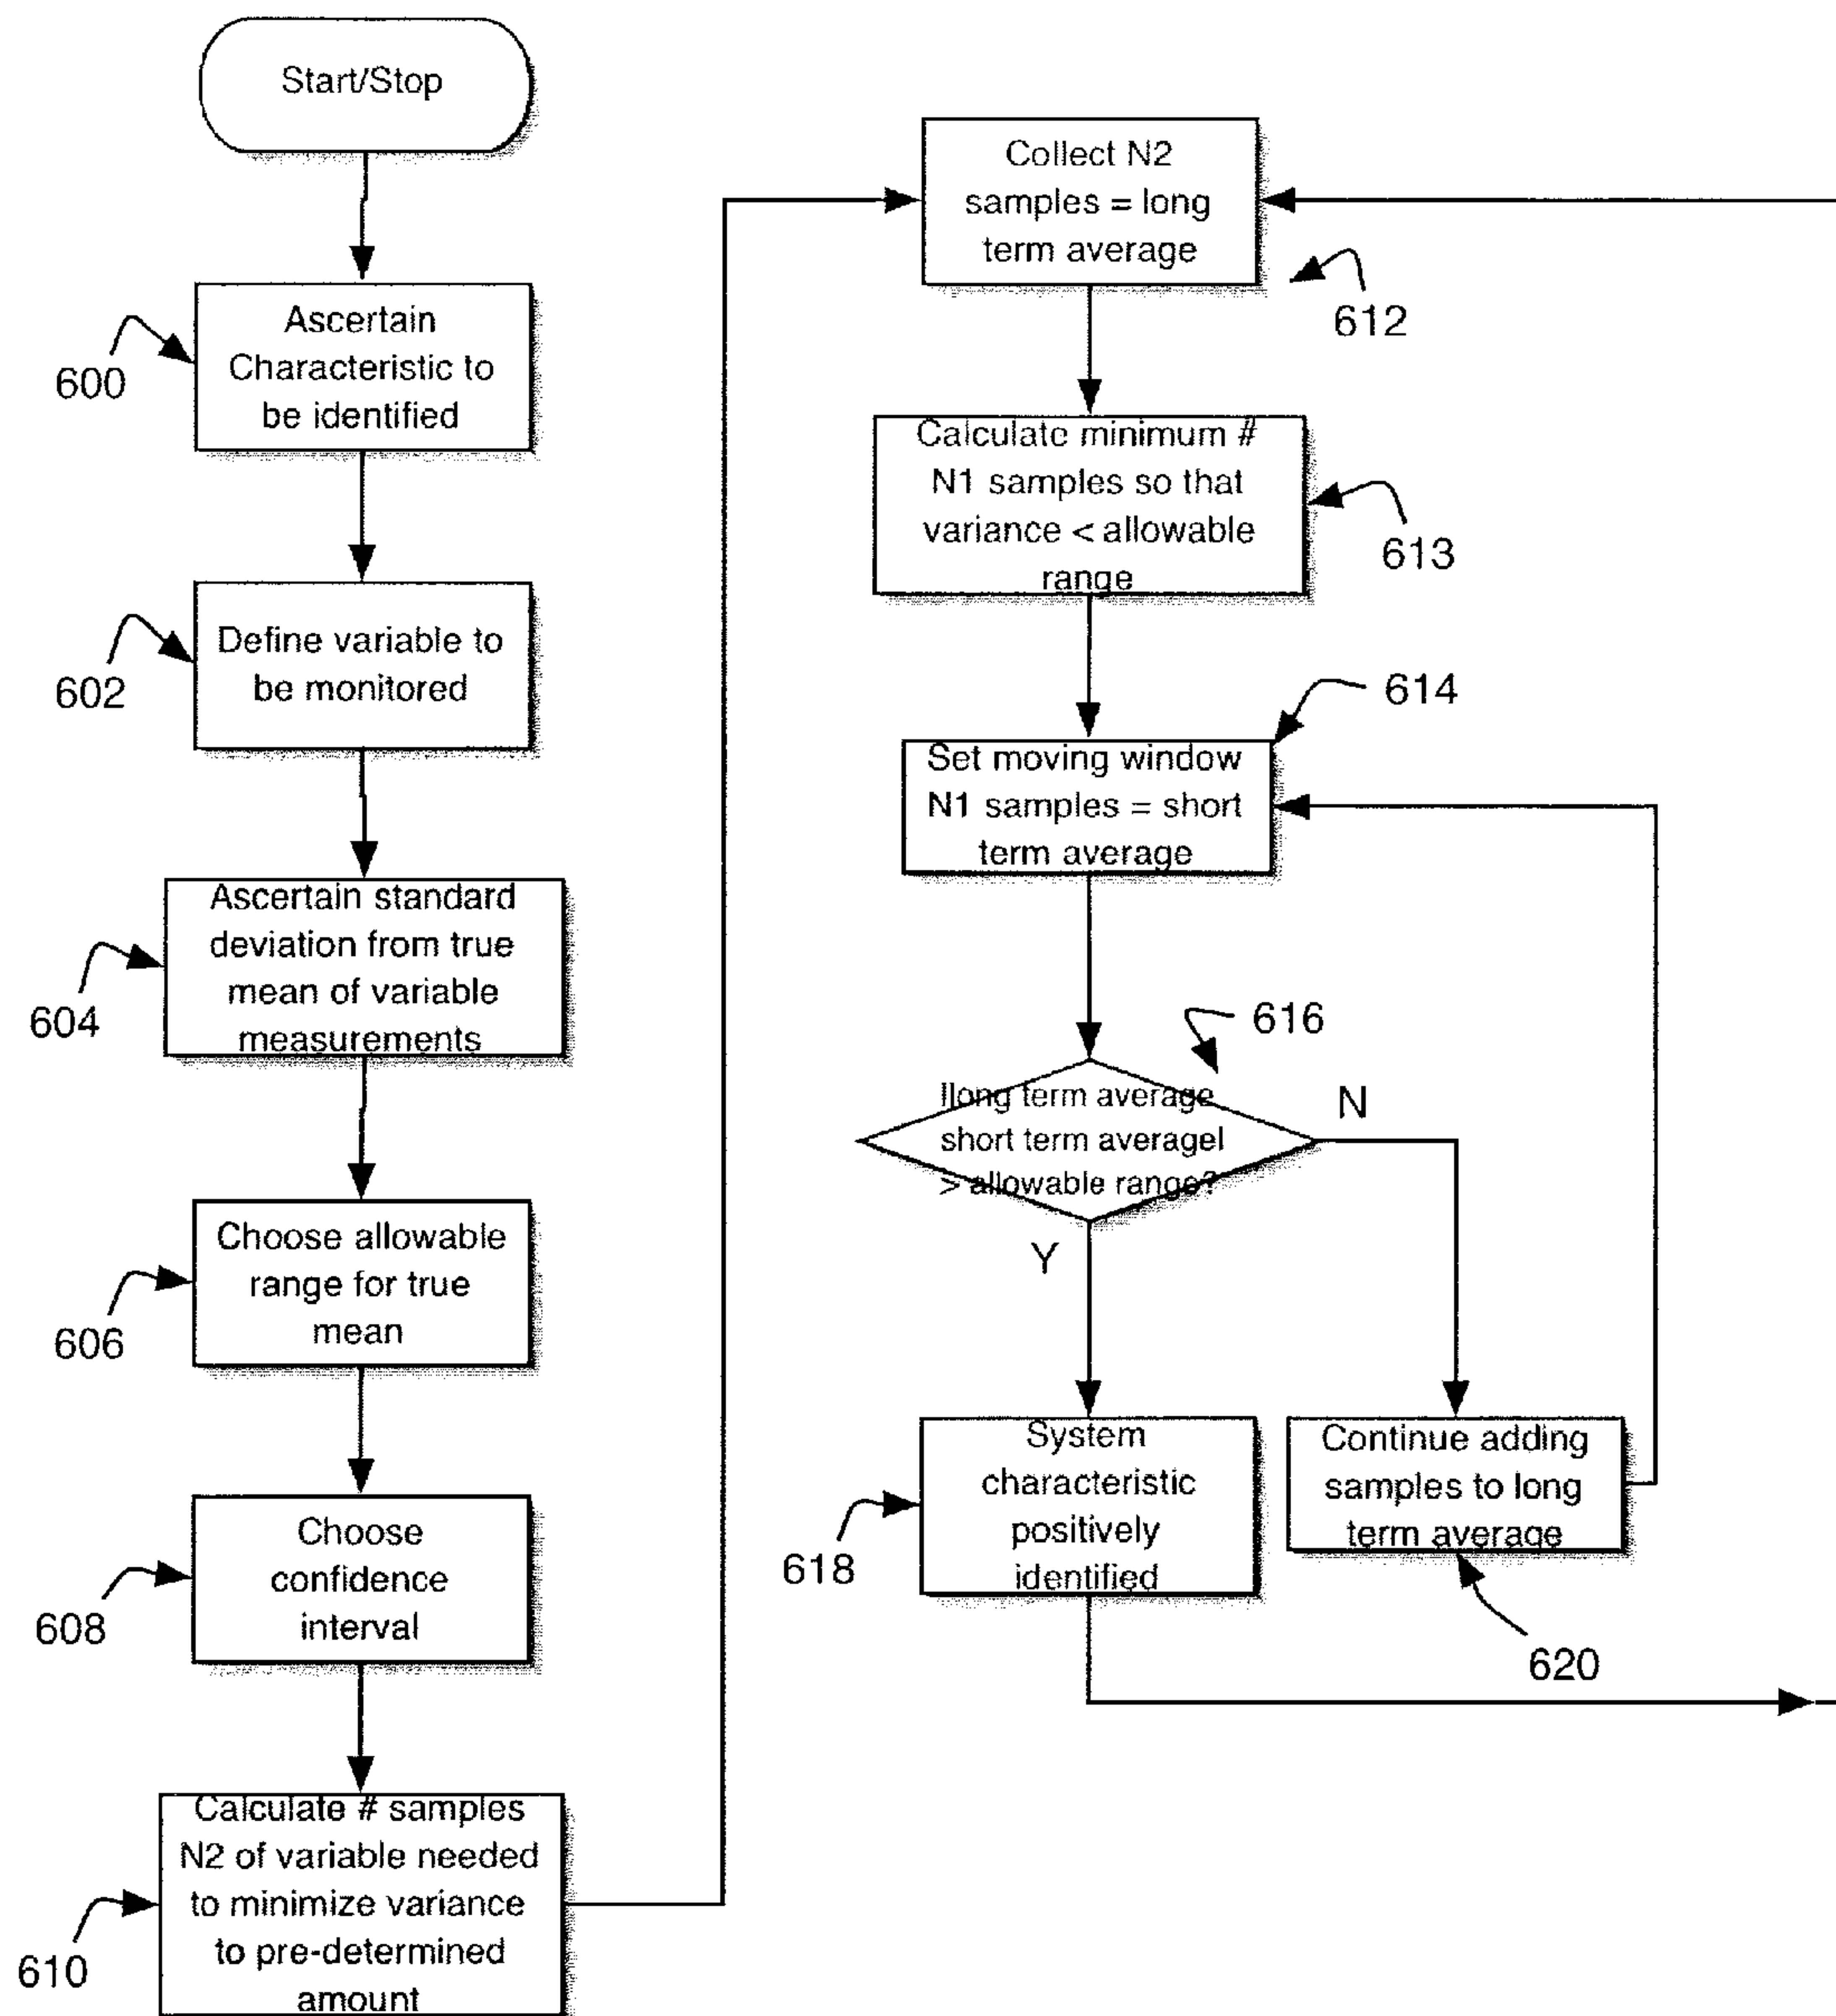 Start/Stop
Ascertain
Characteristic to
be identified
600
Define variable to
be monitored
602
Ascertain standard
deviation from true
mean of variable
measurements
604
Choose allowable
range for true
mean
606
Choose
confidence
interval
608
Calculate # samples
N2 of variable needed
to minimize variance
to pre-determined
amount
610
Collect N2
samples = long
term average
612
Calculate minimum #
N1 samples so that
variance < allowable
range
613
614
Set moving window
N1 samples = short
term average
616
|long term average
short term average|
> allowable range?
N
Y
System
characteristic
positively
identified
618
Continue adding
samples to long
term average
620